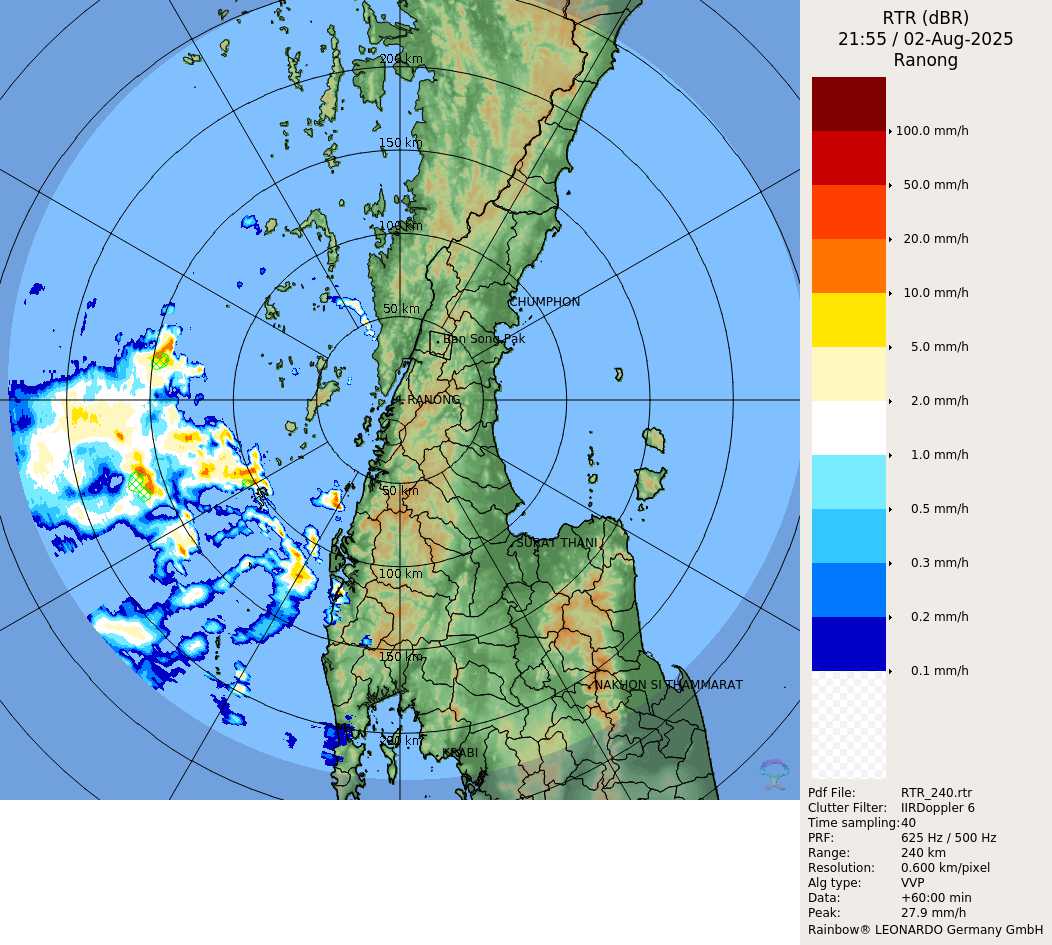 RTR (dBR)
21:55 / 02-Aug-2025
Ranong
100.0 mm/h
50.0 mm/h
20.0 mm/h
10.0 mm/h
5.0 mm/h
2.0 mm/h
1.0 mm/h
0.5 mm/h
0.3 mm/h
0.2 mm/h
0.1 mm/h
Pdf File: RTR_240.rtr
Clutter Filter: IIRDoppler 6
Time sampling: 40
PRF: 625 Hz / 500 Hz
Range: 240 km
Resolution: 0.600 km/pixel
Alg type: VVP
Data: +60:00 min
Peak: 27.9 mm/h
Rainbow® LEONARDO Germany GmbH
200 km
150 km
100 km
CHUMPHON
50 km
Ban Song Pak
RANONG
50 km
SURAT THANI
100 km
150 km
NAKHON SI THAMMARAT
200 km
KRABI